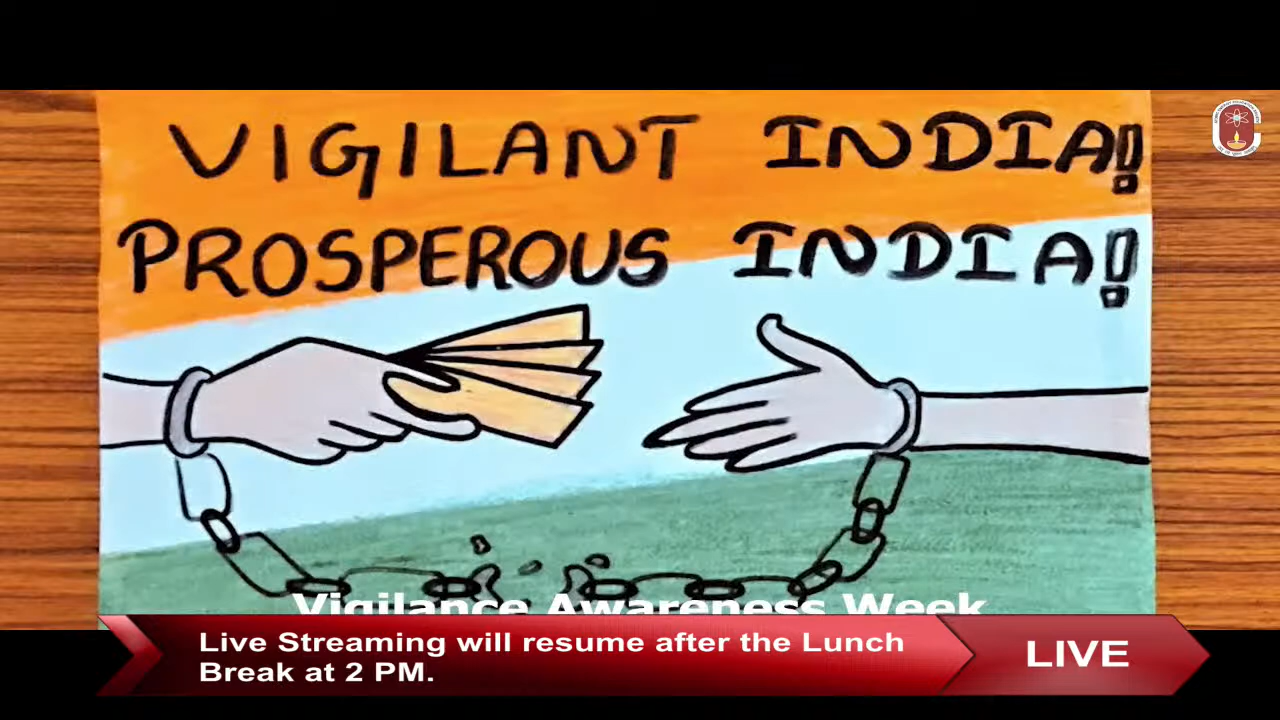 VIGILANT INDIA!
PROSPEROUS INDIA!
Vigilance Awareness Week
Live Streaming will resume after the Lunch
Break at 2 PM.
LIVE